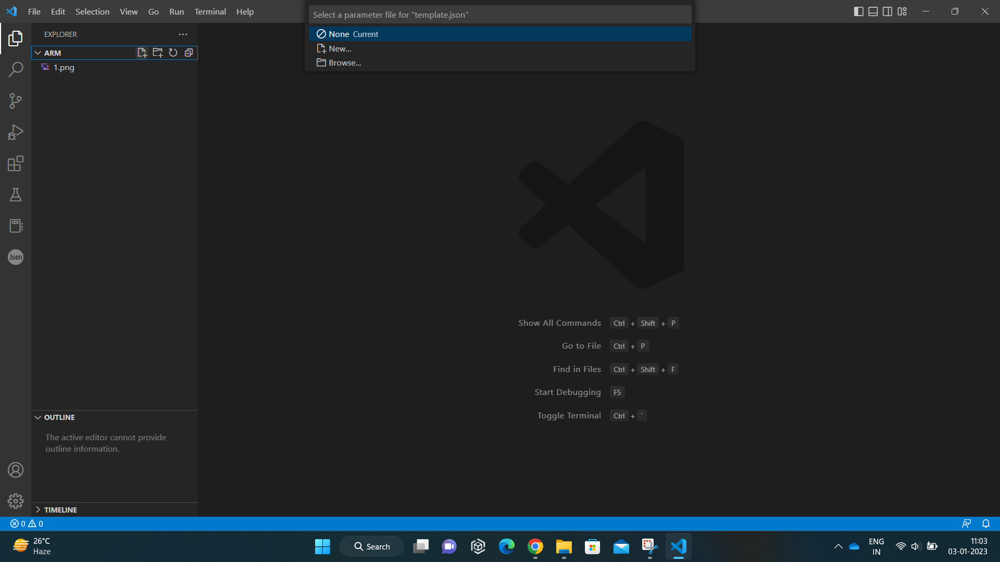 File Edit Selection View Go Run Terminal Help
Select a parameter file for "template.json"
None Current
New...
Browse...
EXPLORER
ARM
1.png
Show All Commands Ctrl + Shift + P
Go to File Ctrl + P
Find in Files Ctrl + Shift + F
Start Debugging F5
Toggle Terminal Ctrl + `
Json
OUTLINE
The active editor cannot provide
outline information.
TIMELINE
0 0
26°C
Haze
Search
ENG
IN
11:03
03-01-2023